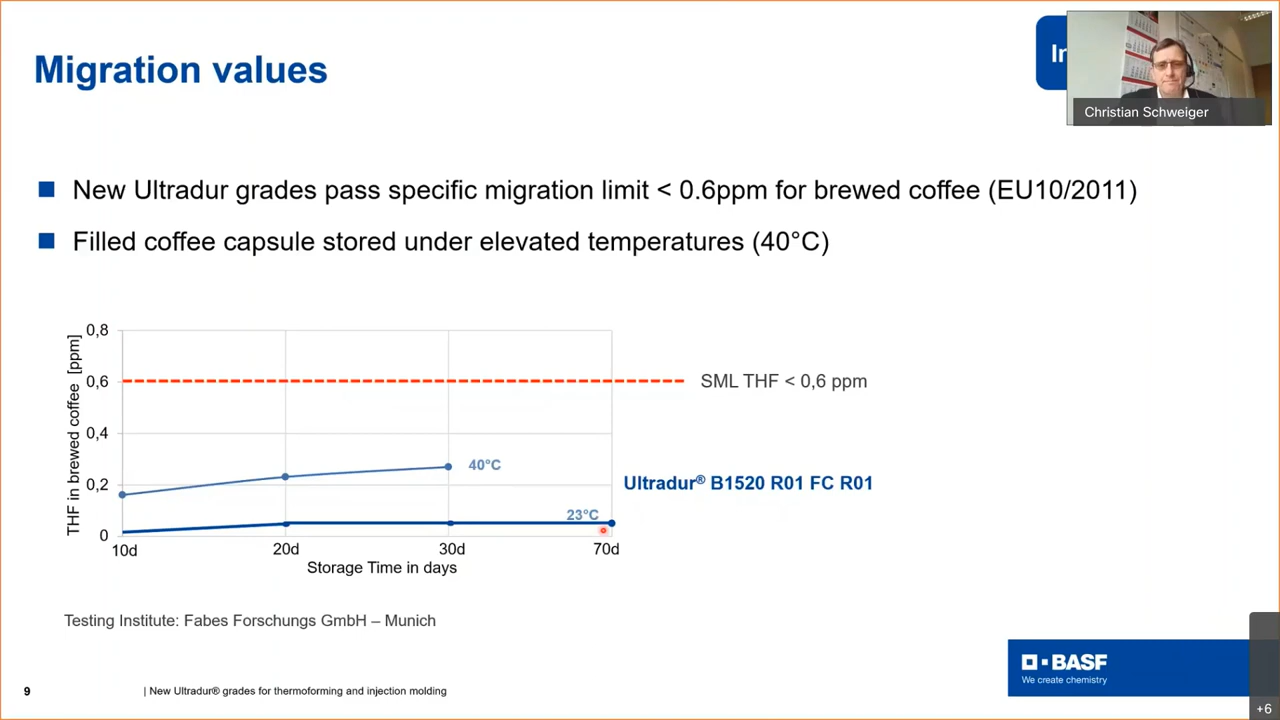 Migration values
In
Christian Schweiger
New Ultradur grades pass specific migration limit < 0.6ppm for brewed coffee (EU10/2011)
Filled coffee capsule stored under elevated temperatures (40°C)
THF in brewed coffee [ppm]
0,8
0,6
0,4
0,2
0
SML THF < 0,6 ppm
40°C
Ultradur® B1520 R01 FC R01
23°C
10d 20d 30d 70d
Storage Time in days
Testing Institute: Fabes Forschungs GmbH – Munich
BASF
We create chemistry
9 | New Ultradur® grades for thermoforming and injection molding
+6